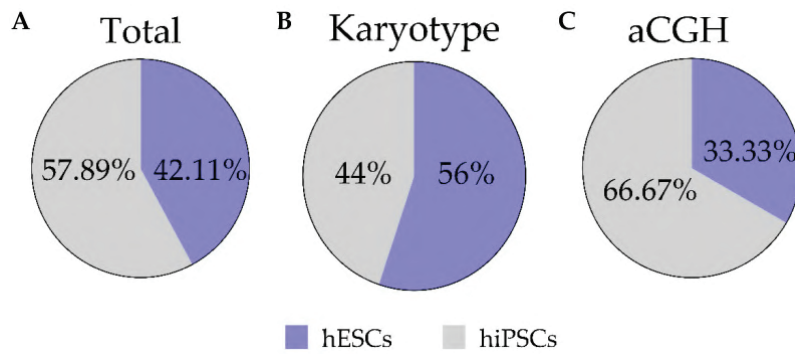 A Total B Karyotype C aCGH
57.89% 42.11% 44% 56% 66.67% 33.33%
hESCs hiPSCs